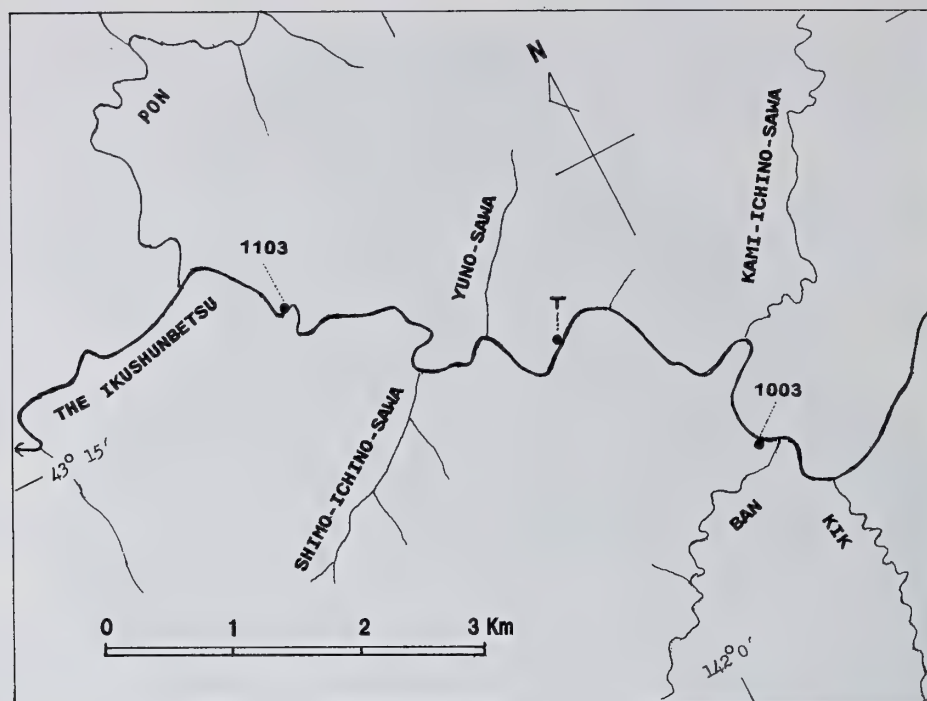 N
PON
KAMI-ICHINO-SAWA
YUNO-SAWA
1103
T
THE IKUSHUNBETSU
1003
SHIMO-ICHINO-SAWA
43° 15′
BAN
KIK
0 1 2 3 Km
142° 0′